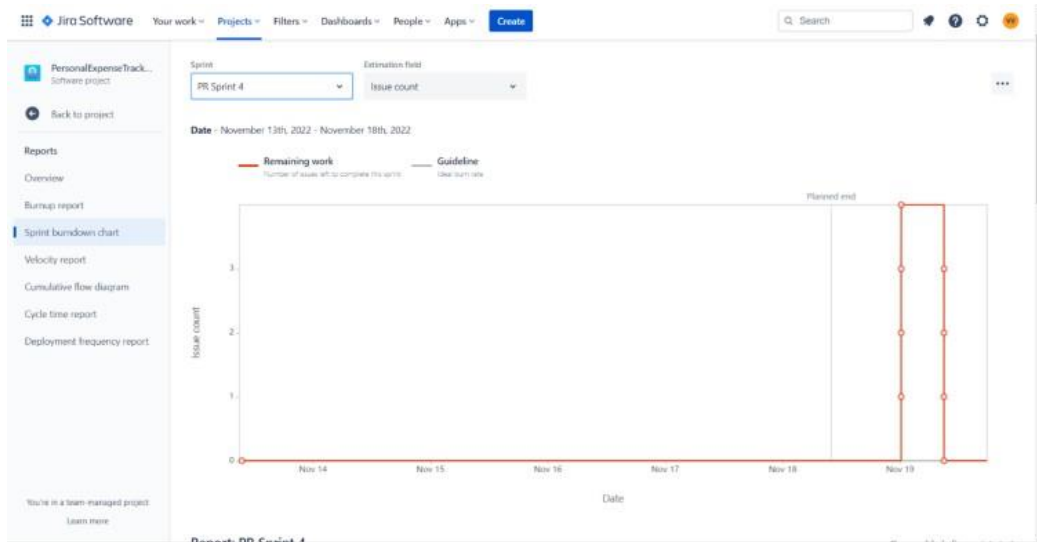 Jira Software Your work Projects Filters Dashboards People Apps Create Search
PersonalExpenseTrack...
Software project
Back to project
Reports
Overview
Burnup report
Sprint burndown chart
Velocity report
Cumulative flow diagram
Cycle time report
Deployment frequency report
You're in a team-managed project
Learn more
Sprint Estimation field
PR Sprint 4 Issue count
Date - November 13th, 2022 - November 18th, 2022
Remaining work Guideline
Number of issues left to complete this sprint Ideal burn rate
Planned end
3
2
1
0
Issue count
Nov 14 Nov 15 Nov 16 Nov 17 Nov 18 Nov 19
Date
Report: PR Sprint 4